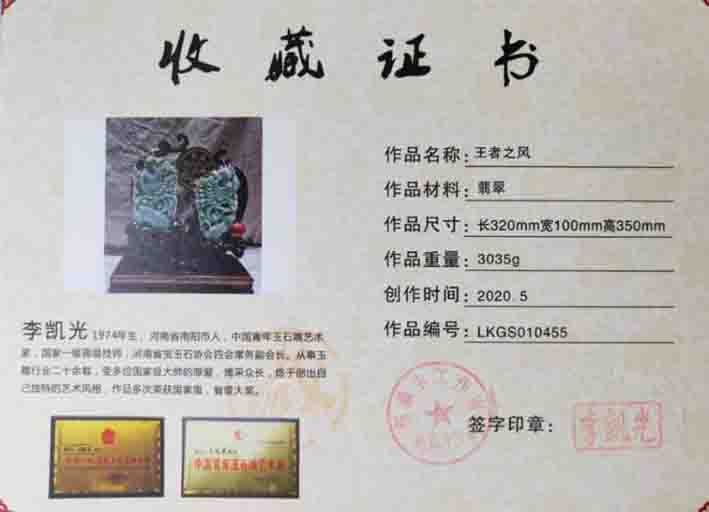 收藏证书
作品名称：王者之风
作品材料：翡翠
作品尺寸：长320mm宽100mm高350mm
作品重量：3035g
创作时间：2020.5
作品编号：LKGS010455
李凯光 1974年生，河南省南阳市人，中国青年玉石雕艺术
家，国家一级高级技师，河南省宝玉石协会四会常务副会长。从事玉
雕行业二十余载，受多位国家级大师的厚爱，博采众长，终于创出自
己独特的艺术风格，作品多次荣获国家级，省级大奖。
签字印章：
李凯光